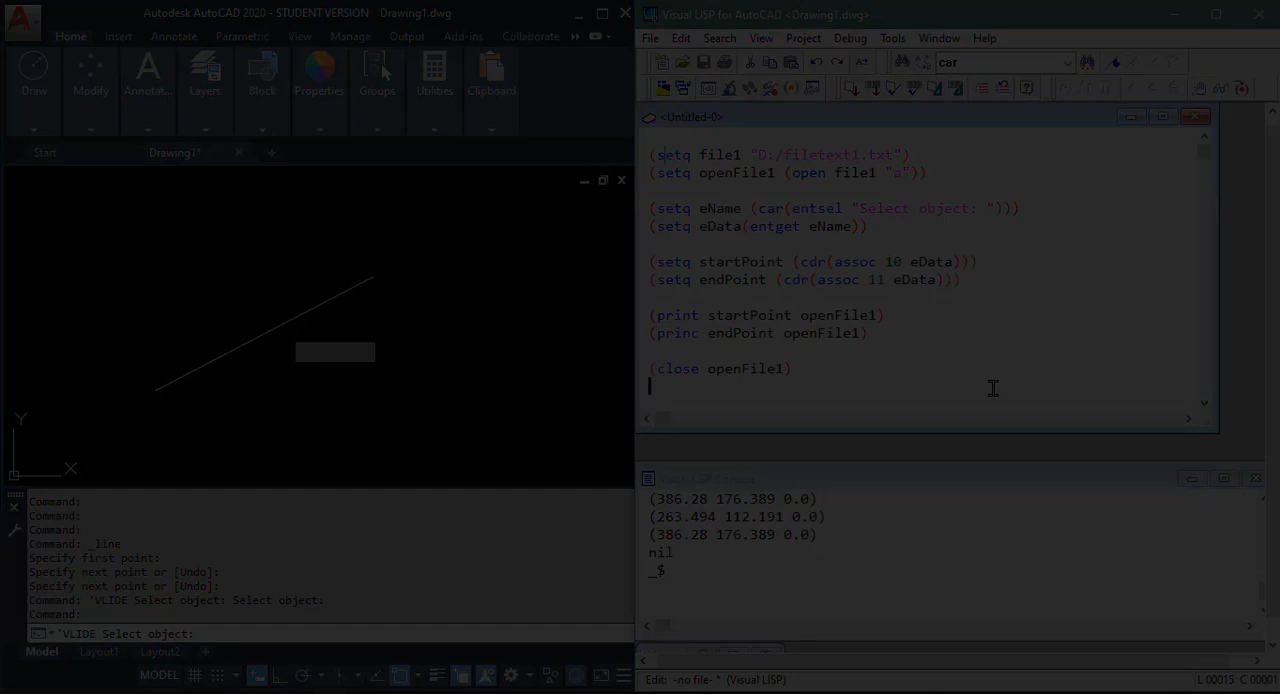 Autodesk AutoCAD 2020 - STUDENT VERSION Drawing1.dwg
Home Insert Annotate Parametric View Manage Output Add-ins Collaborate
Draw Modify Annotat... Layers Block Properties Groups Utilities Clipboard
Start Drawing1*
Y
X
Command:
Command:
Command:
Command: _line
Specify first point:
Specify next point or [Undo]:
Specify next point or [Undo]:
Command: 'VLIDE Select object: Select object:
Command:
'VLIDE Select object:
Model Layout1 Layout2
MODEL
Visual LISP for AutoCAD <Drawing1.dwg>
File Edit Search View Project Debug Tools Window Help
car
<Untitled-0>
(setq file1 "D:/filetext1.txt")
(setq openFile1 (open file1 "a"))
(setq eName (car(entsel "Select object: ")))
(setq eData(entget eName))
(setq startPoint (cdr(assoc 10 eData)))
(setq endPoint (cdr(assoc 11 eData)))
(print startPoint openFile1)
(princ endPoint openFile1)
(close openFile1)
Visual LISP Console
(386.28 176.389 0.0)
(263.494 112.191 0.0)
(386.28 176.389 0.0)
nil
_$
Edit: -no file- * (Visual LISP)
L 00015 C 0000